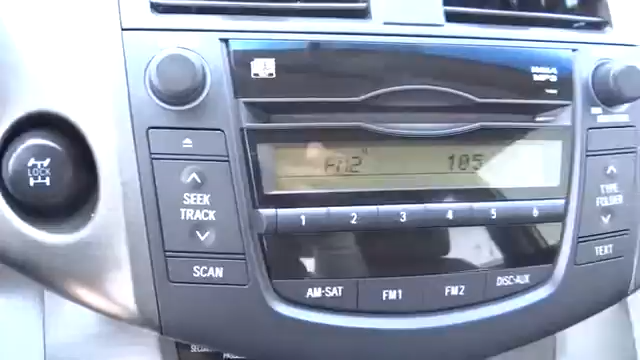 FM2 105
LOCK
SEEK
TRACK
1 2 3 4 5 6
TYPE
FOLDER
TEXT
SCAN
AM·SAT FM1 FM2 DISC·AUX